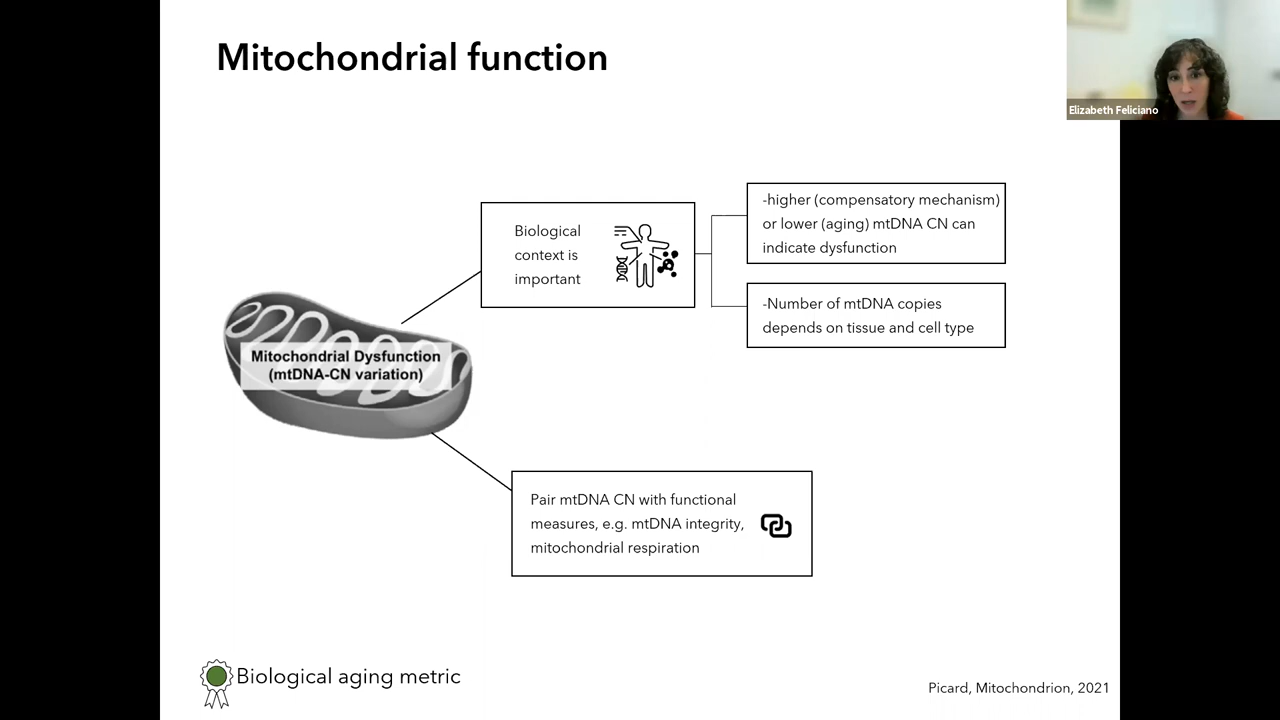 Mitochondrial function
Elizabeth Feliciano
Biological
context is
important
-higher (compensatory mechanism)
or lower (aging) mtDNA CN can
indicate dysfunction
-Number of mtDNA copies
depends on tissue and cell type
Mitochondrial Dysfunction
(mtDNA-CN variation)
Pair mtDNA CN with functional
measures, e.g. mtDNA integrity,
mitochondrial respiration
Biological aging metric
Picard, Mitochondrion, 2021